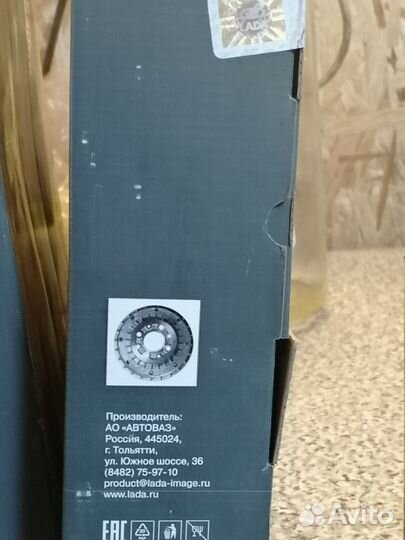 LADA
Производитель:
АО «АВТОВАЗ»
Россия, 445024,
г. Тольятти,
ул. Южное шоссе, 36
(8482) 75-97-10
product@lada-image.ru
www.lada.ru
EAC
Avito